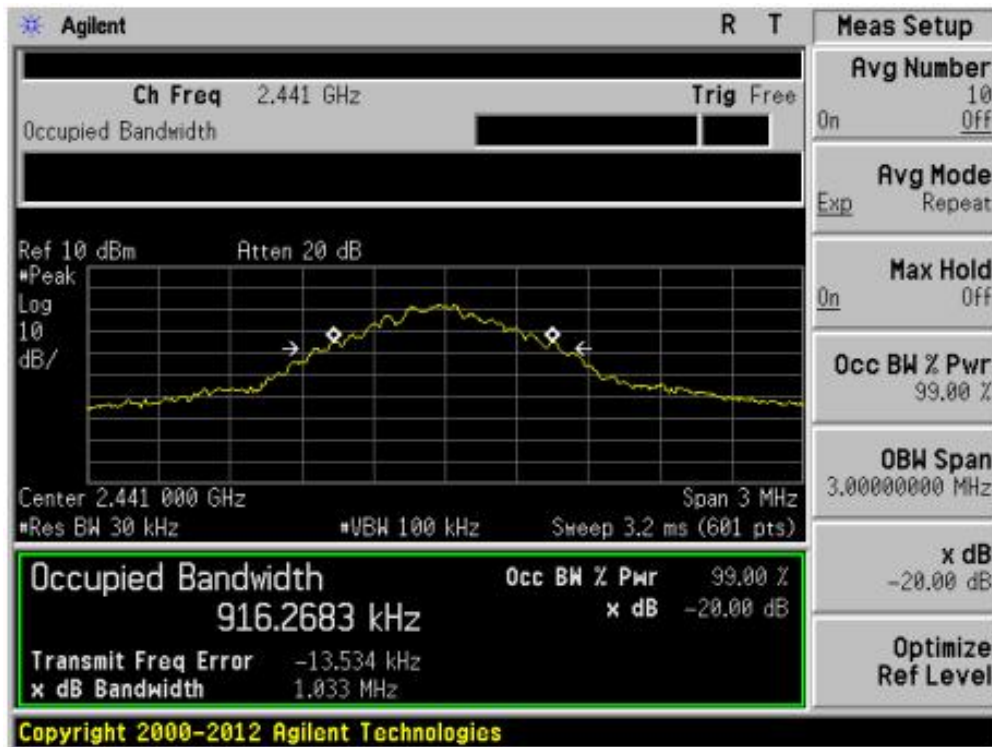 Agilent R T
Ch Freq 2.441 GHz Trig Free
Occupied Bandwidth
Ref 10 dBm Atten 20 dB
#Peak
Log
10
dB/
Center 2.441 000 GHz Span 3 MHz
#Res BW 30 kHz #VBW 100 kHz Sweep 3.2 ms (601 pts)
Occupied Bandwidth Occ BW % Pwr 99.00 %
916.2683 kHz x dB -20.00 dB
Transmit Freq Error -13.534 kHz
x dB Bandwidth 1.033 MHz
Copyright 2000-2012 Agilent Technologies
Meas Setup
Avg Number
10
On Off
Avg Mode
Exp Repeat
Max Hold
On Off
Occ BW % Pwr
99.00 %
OBW Span
3.00000000 MHz
x dB
-20.00 dB
Optimize
Ref Level